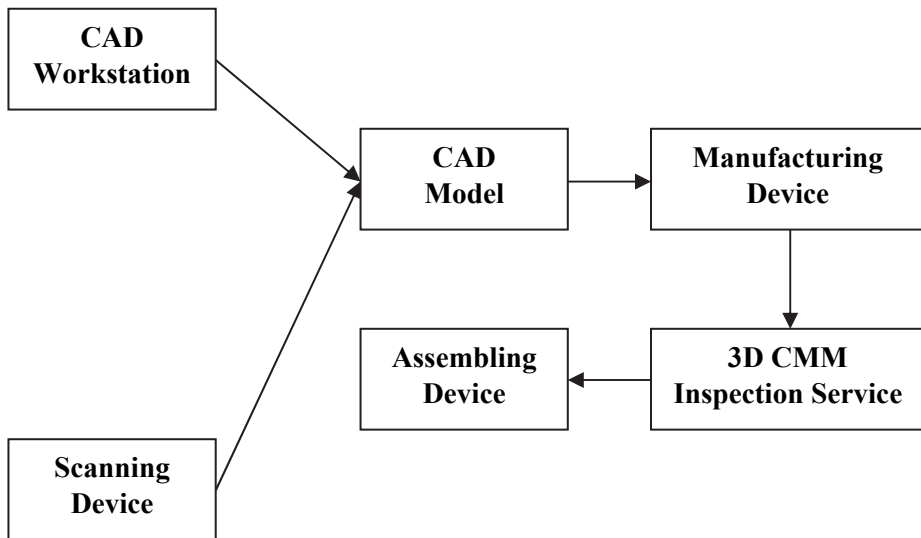 CAD
Workstation
CAD
Model
Manufacturing
Device
Assembling
Device
3D CMM
Inspection Service
Scanning
Device